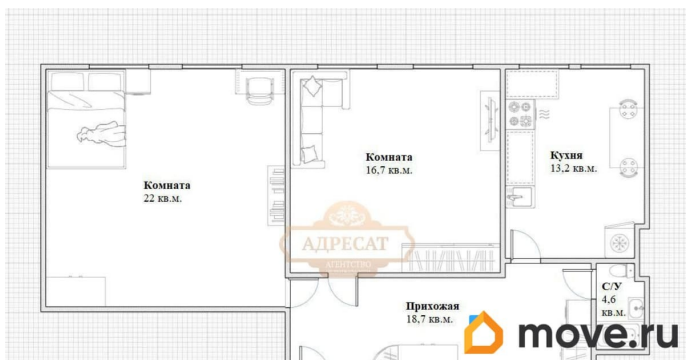 Комната
22 кв.м.
Комната
16,7 кв.м.
Кухня
13,2 кв.м.
АДРЕСАТ
АГЕНТСТВО
Прихожая
18,7 кв.м.
С/У
4,6
кв.м.
move.ru